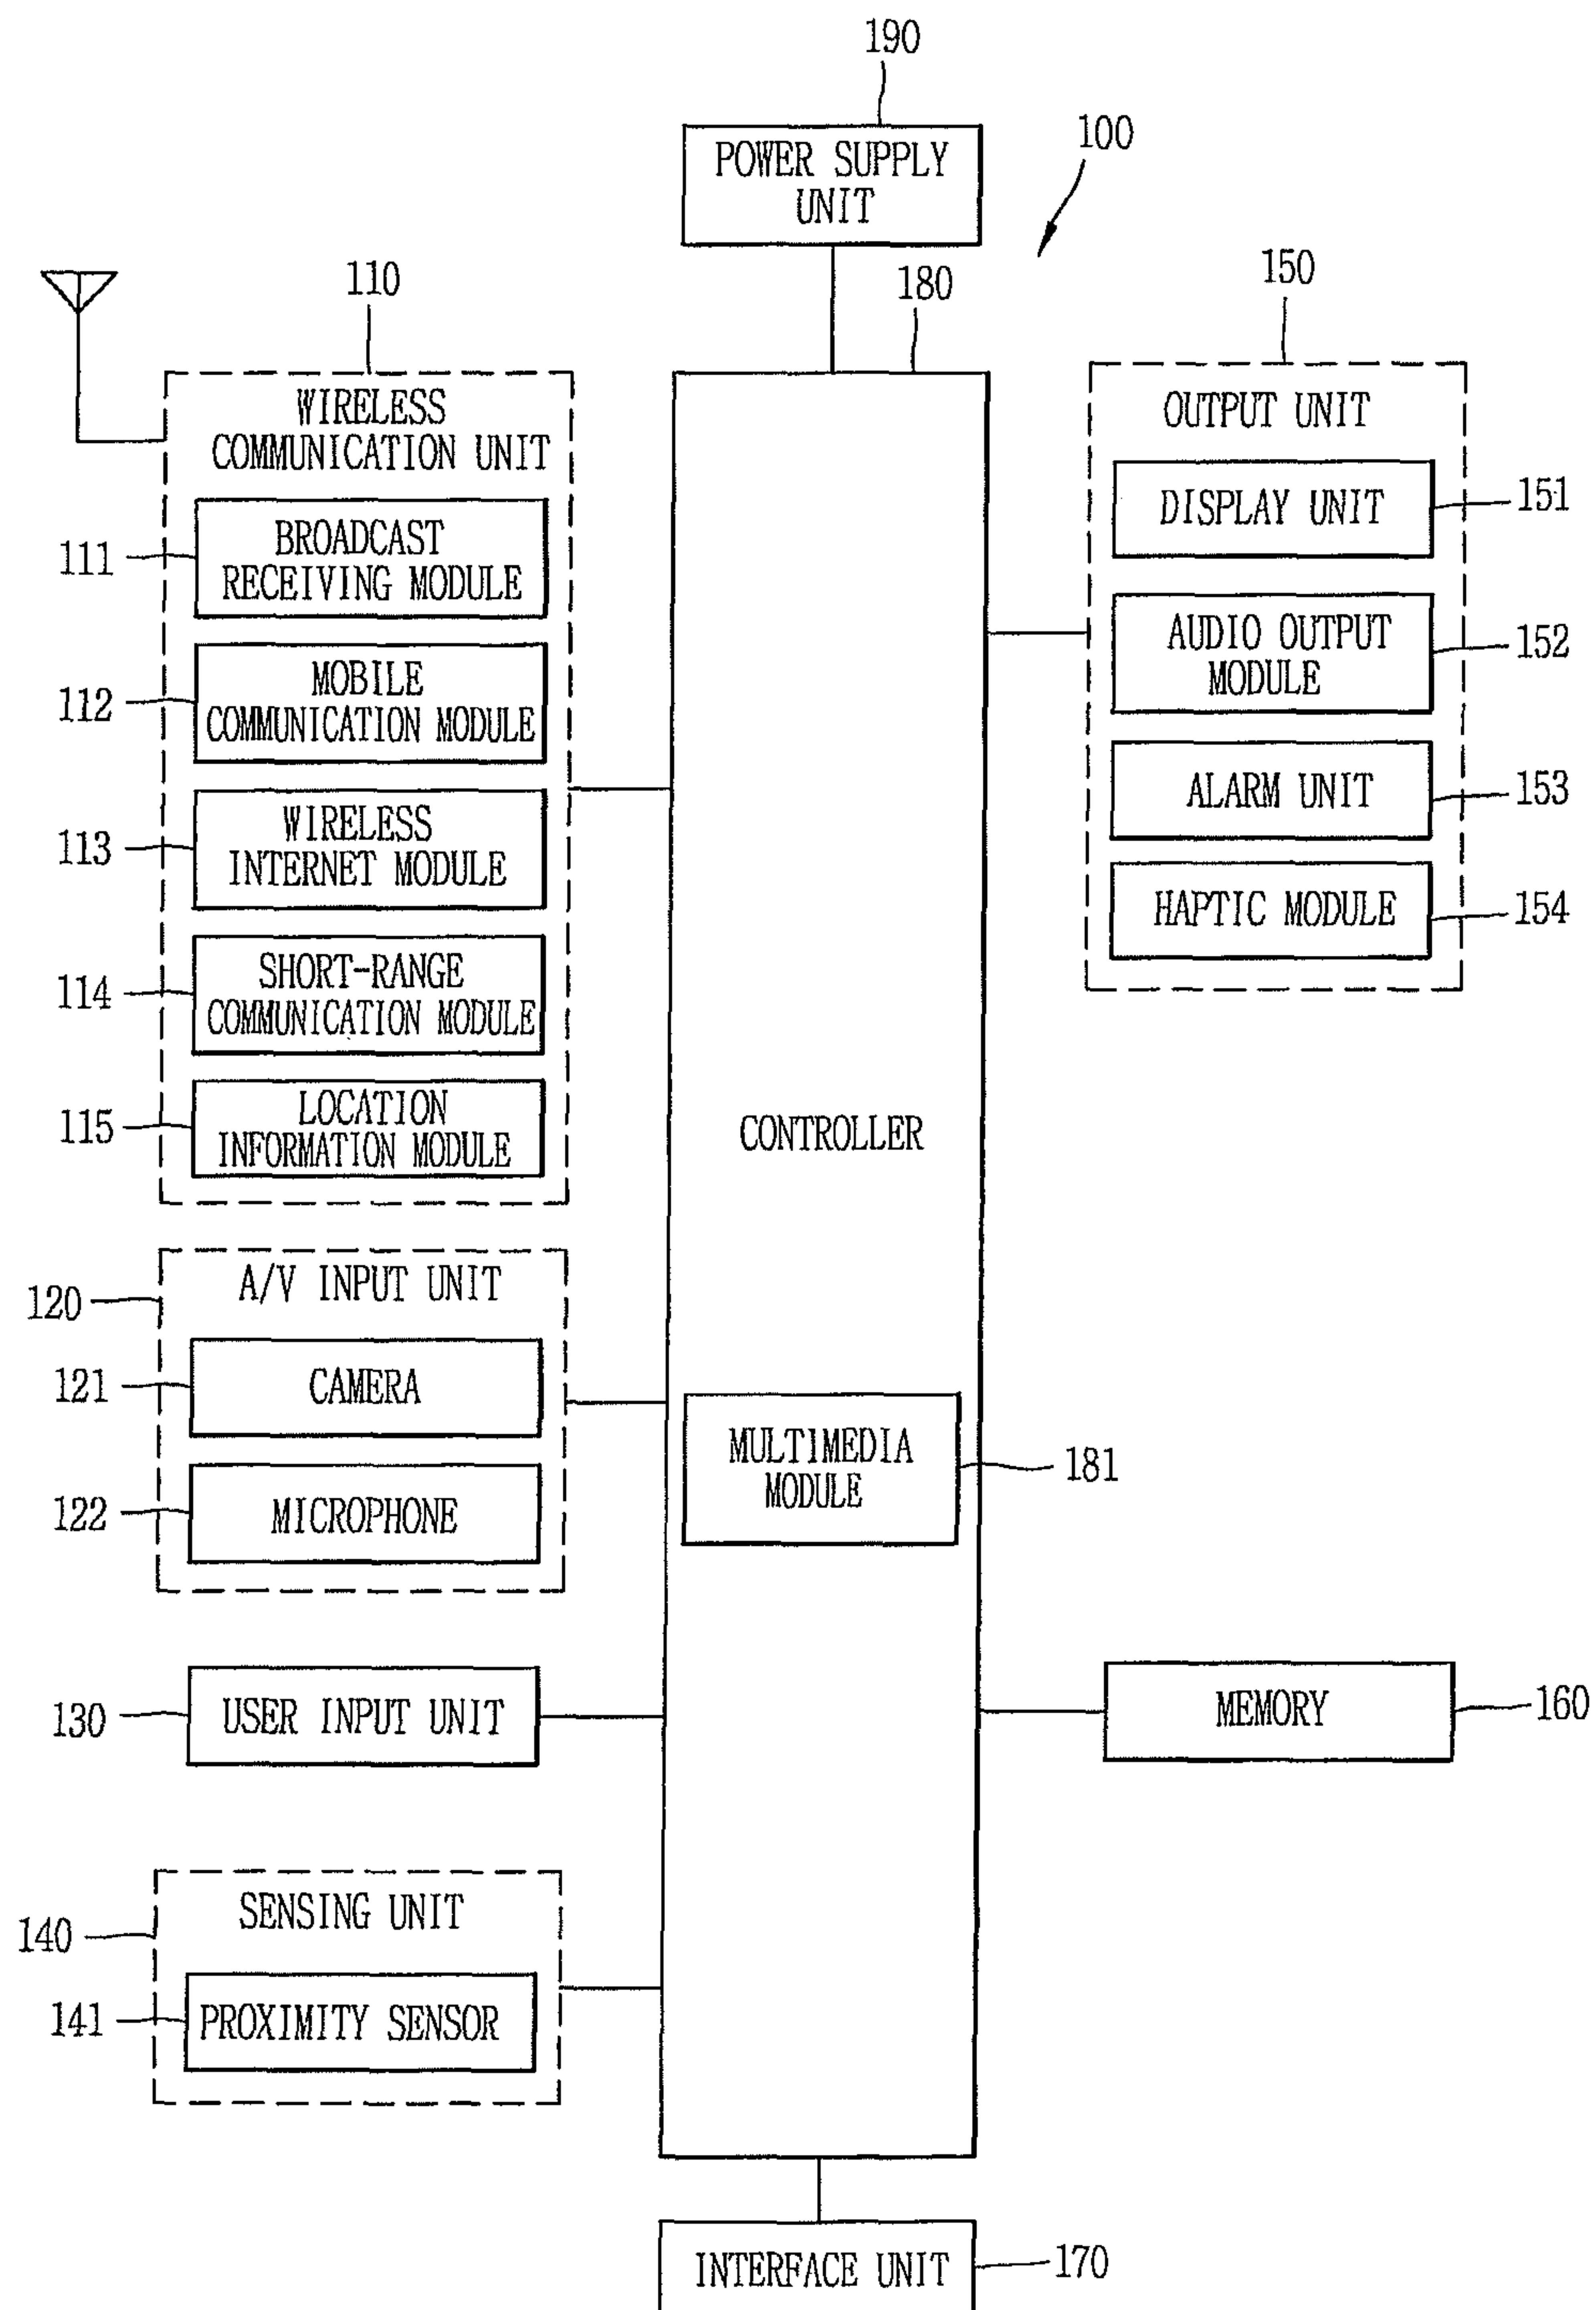 190
POWER SUPPLY
UNIT
100
110
180
150
WIRELESS
COMMUNICATION UNIT
111
BROADCAST
RECEIVING MODULE
112
MOBILE
COMMUNICATION MODULE
113
WIRELESS
INTERNET MODULE
114
SHORT-RANGE
COMMUNICATION MODULE
115
LOCATION
INFORMATION MODULE
120
A/V INPUT UNIT
121
CAMERA
122
MICROPHONE
130
USER INPUT UNIT
140
SENSING UNIT
141
PROXIMITY SENSOR
CONTROLLER
MULTIMEDIA
MODULE
181
OUTPUT UNIT
DISPLAY UNIT
151
AUDIO OUTPUT
MODULE
152
ALARM UNIT
153
HAPTIC MODULE
154
MEMORY
160
INTERFACE UNIT
170